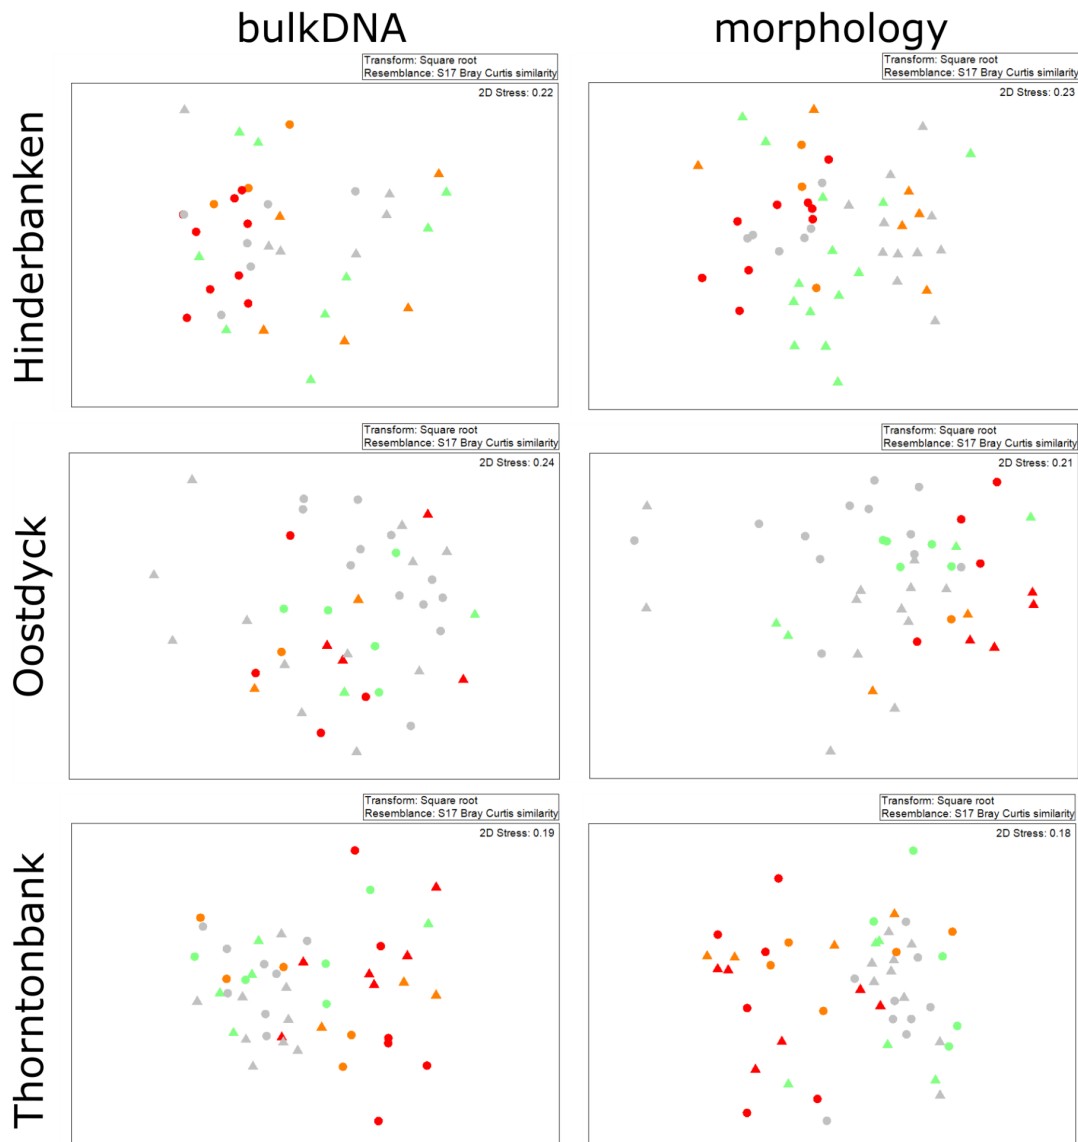 bulkDNA
morphology
Hinderbanken
Transform: Square root
Resemblance: S17 Bray Curtis similarity
2D Stress: 0.22
Transform: Square root
Resemblance: S17 Bray Curtis similarity
2D Stress: 0.23
Oostdyck
Transform: Square root
Resemblance: S17 Bray Curtis similarity
2D Stress: 0.24
Transform: Square root
Resemblance: S17 Bray Curtis similarity
2D Stress: 0.21
Thorntonbank
Transform: Square root
Resemblance: S17 Bray Curtis similarity
2D Stress: 0.19
Transform: Square root
Resemblance: S17 Bray Curtis similarity
2D Stress: 0.18